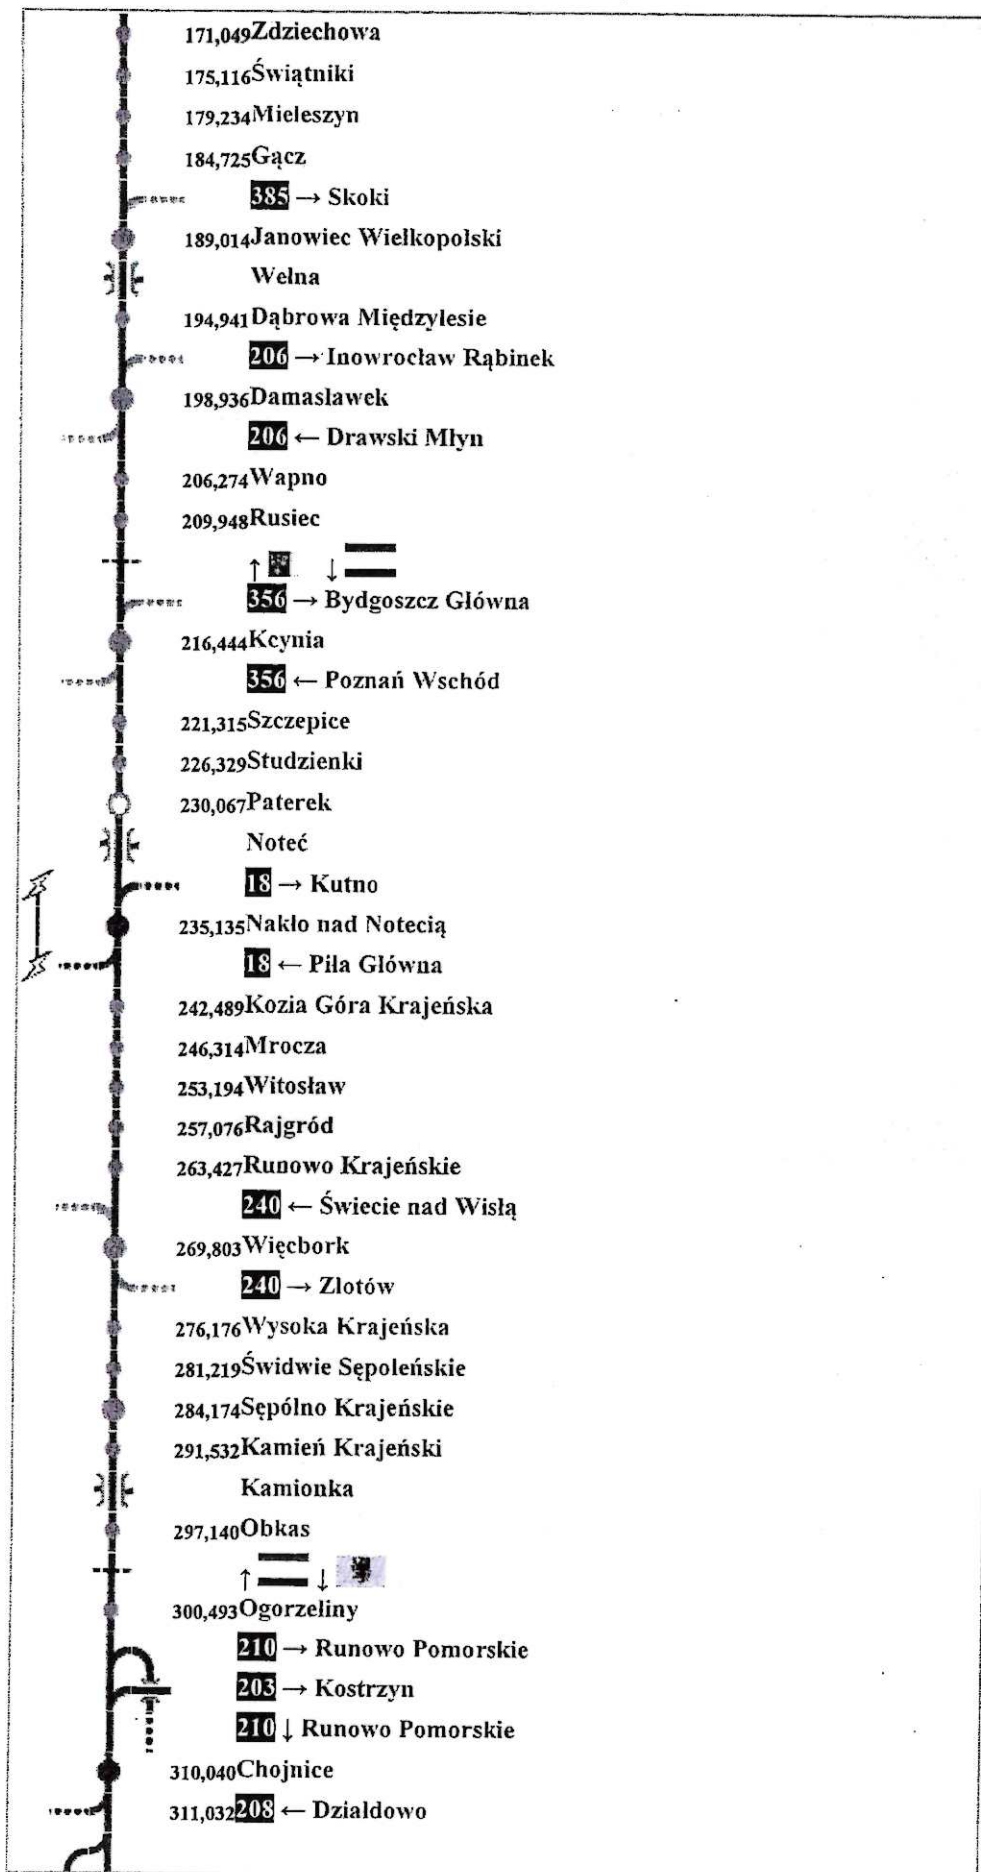 171,049Zdziechowa
175,116Świątniki
179,234Mieleszyn
184,725Gącz
385 → Skoki
189,014Janowiec Wielkopolski
Wełna
194,941Dąbrowa Międzylesie
206 → Inowrocław Rąbinek
198,936Damasławek
206 ← Drawski Młyn
206,274Wapno
209,948Rusiec
↑ ↓
356 → Bydgoszcz Główna
216,444Kcynia
356 ← Poznań Wschód
221,315Szczepice
226,329Studzienki
230,067Paterek
Noteć
18 → Kutno
235,135Nakło nad Notecią
18 ← Piła Główna
242,489Kozia Góra Krajeńska
246,314Mrocza
253,194Witosław
257,076Rajgród
263,427Runowo Krajeńskie
240 ← Świecie nad Wisłą
269,803Więcbork
240 → Złotów
276,176Wysoka Krajeńska
281,219Świdwie Sępoleńskie
284,174Sępólno Krajeńskie
291,532Kamień Krajeński
Kamionka
297,140Obkas
↑ ↓
300,493Ogorzeliny
210 → Runowo Pomorskie
203 → Kostrzyn
210 ↓ Runowo Pomorskie
310,040Chojnice
311,032208 ← Działdowo